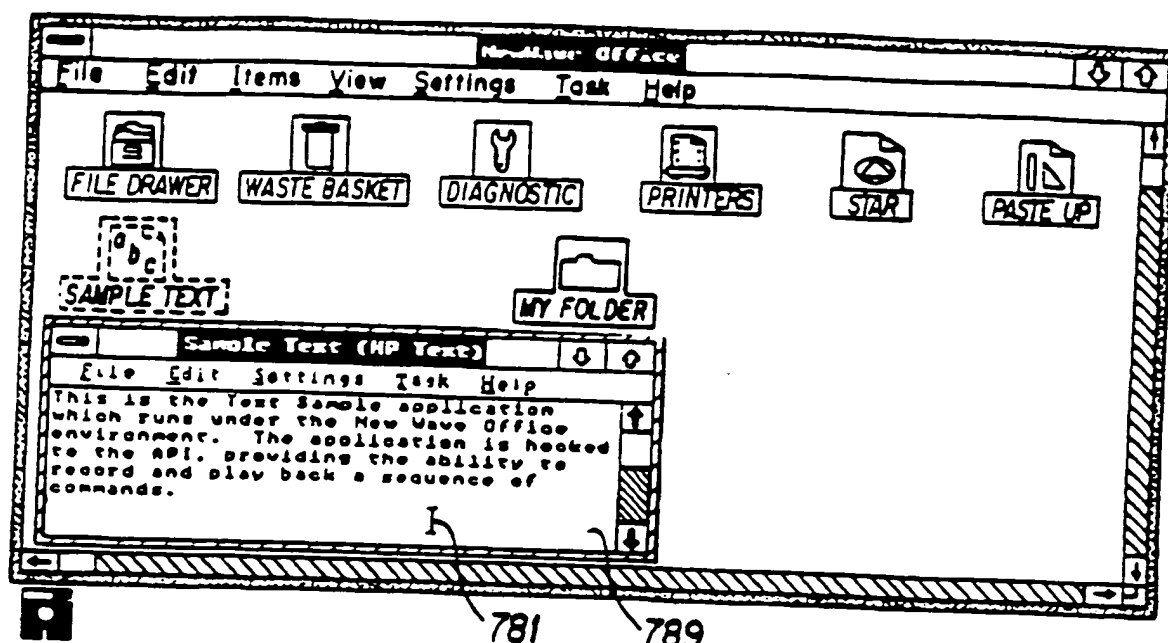 NewWave Office
File Edit Items View Settings Task Help
FILE DRAWER WASTE BASKET DIAGNOSTIC PRINTERS STAR PASTE UP
abc
SAMPLE TEXT MY FOLDER
Sample Text (HP Text)
File Edit Settings Task Help
This is the Text Sample application
which runs under the New Wave Office
environment. The application is hooked
to the API, providing the ability to
record and play back a sequence of
commands.
781 789